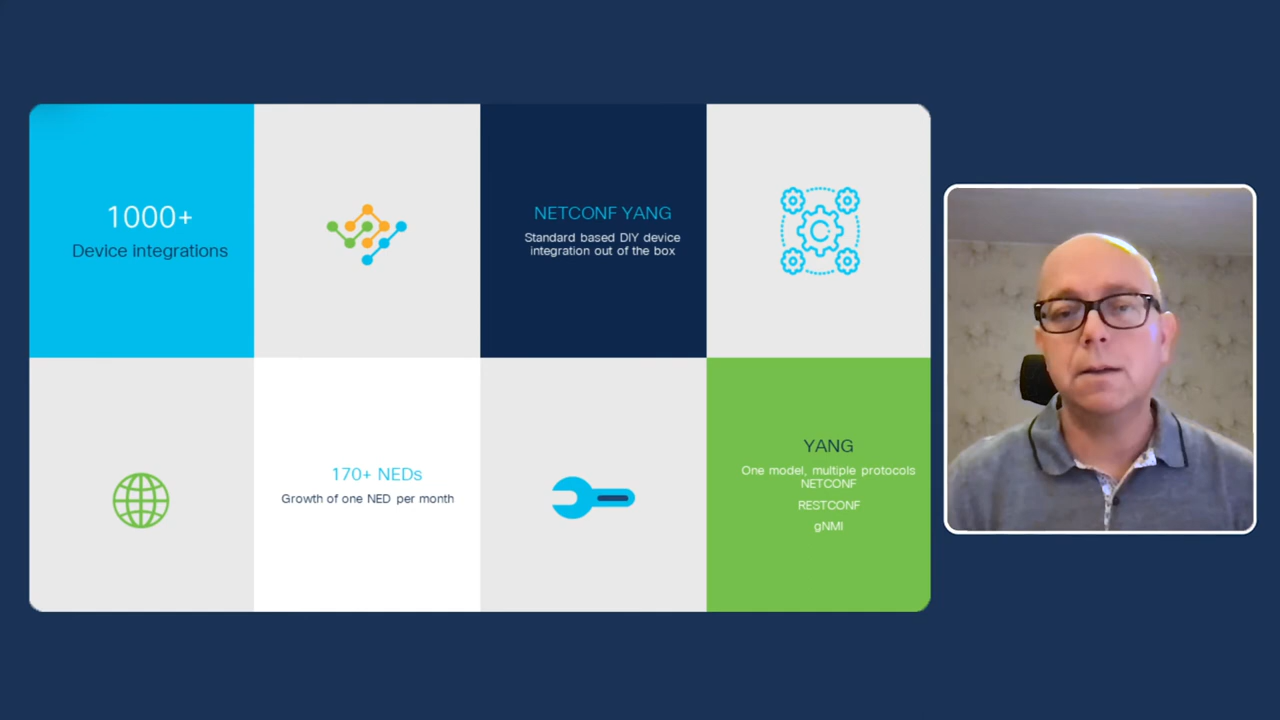 1000+
Device integrations
NETCONF YANG
Standard based DIY device
integration out of the box
170+ NEDs
Growth of one NED per month
YANG
One model, multiple protocols
NETCONF
RESTCONF
gNMI